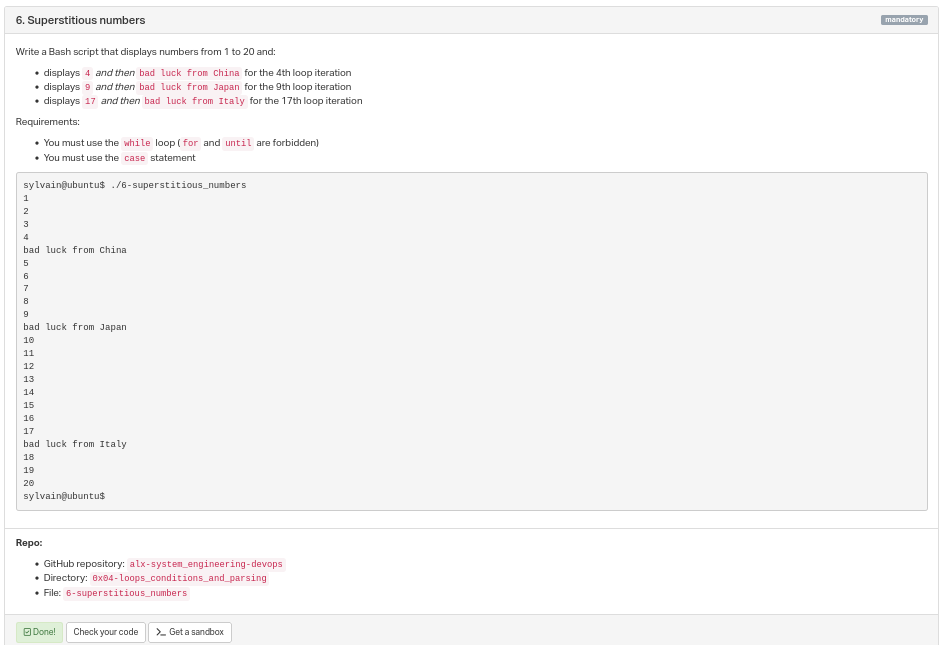 6. Superstitious numbers
mandatory
Write a Bash script that displays numbers from 1 to 20 and:
• displays 4 and then bad luck from China for the 4th loop iteration
• displays 9 and then bad luck from Japan for the 9th loop iteration
• displays 17 and then bad luck from Italy for the 17th loop iteration
Requirements:
• You must use the while loop (for and until are forbidden)
• You must use the case statement
sylvain@ubuntu$ ./6-superstitious_numbers
1
2
3
4
bad luck from China
5
6
7
8
9
bad luck from Japan
10
11
12
13
14
15
16
17
bad luck from Italy
18
19
20
sylvain@ubuntu$
Repo:
• GitHub repository: alx-system_engineering-devops
• Directory: 0x04-loops_conditions_and_parsing
• File: 6-superstitious_numbers
Done! Check your code >_ Get a sandbox